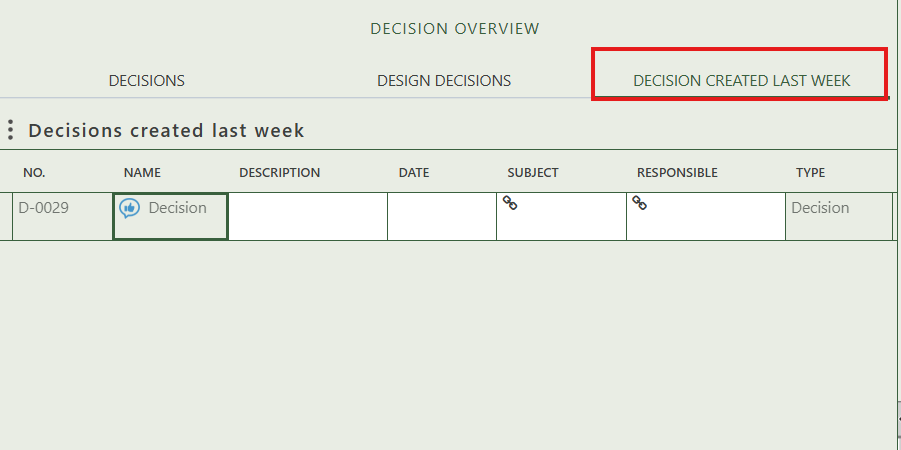 DECISION OVERVIEW
DECISIONS DESIGN DECISIONS DECISION CREATED LAST WEEK
Decisions created last week
NO. NAME DESCRIPTION DATE SUBJECT RESPONSIBLE TYPE
D-0029 Decision Decision